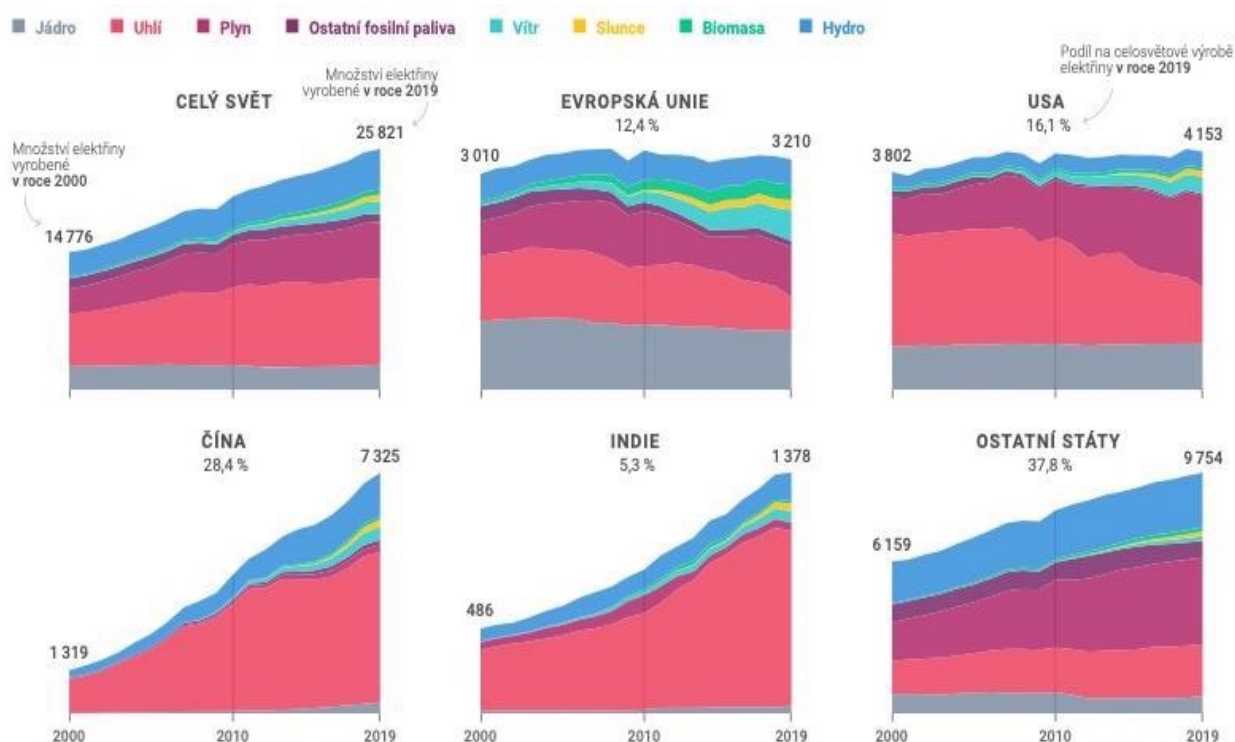 Jádro Uhlí Plyn Ostatní fosilní paliva Vítr Slunce Biomasa Hydro
Podíl na celosvětové výrobě
elektřiny v roce 2019
Množství elektřiny
vyrobené v roce 2019
CELÝ SVĚT
25 821
Množství elektřiny
vyrobené
v roce 2000
14 776
EVROPSKÁ UNIE
12,4 %
3 010
3 210
USA
16,1 %
3 802
4 153
2010
ČÍNA
28,4 %
7 325
1 319
2000 2010 2019
INDIE
5,3 %
1 378
486
2000 2010 2019
OSTATNÍ STÁTY
37,8 %
9 754
6 159
2000 2010 2019